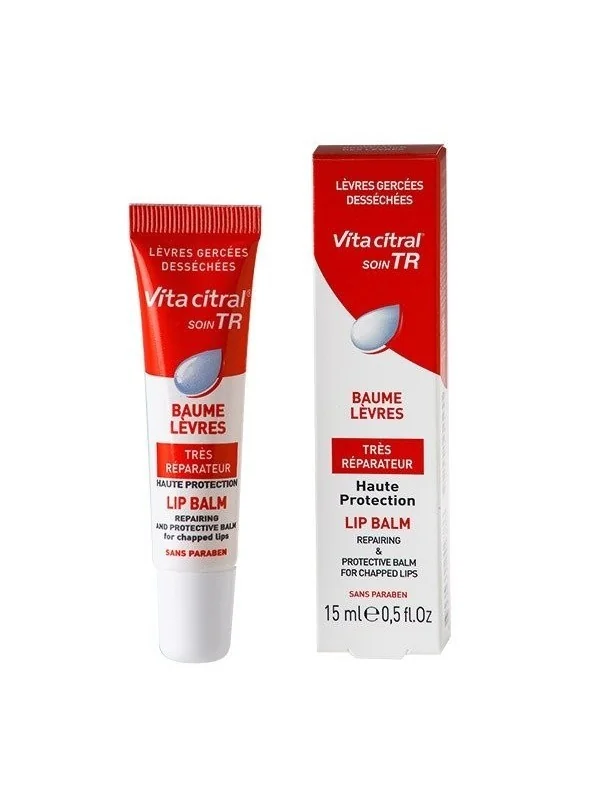 LÈVRES GERCÉES
DESSÉCHÉES
Vita citral®
SOIN TR
BAUME
LÈVRES
TRÈS
RÉPARATEUR
HAUTE PROTECTION
LIP BALM
REPAIRING
AND PROTECTIVE BALM
for chapped lips
SANS PARABEN
LÈVRES GERCÉES
DESSÉCHÉES
Vita citral®
SOIN TR
BAUME
LÈVRES
TRÈS
RÉPARATEUR
Haute
Protection
LIP BALM
REPAIRING
&
PROTECTIVE BALM
FOR CHAPPED LIPS
SANS PARABEN
15 ml℮0,5 fl.Oz